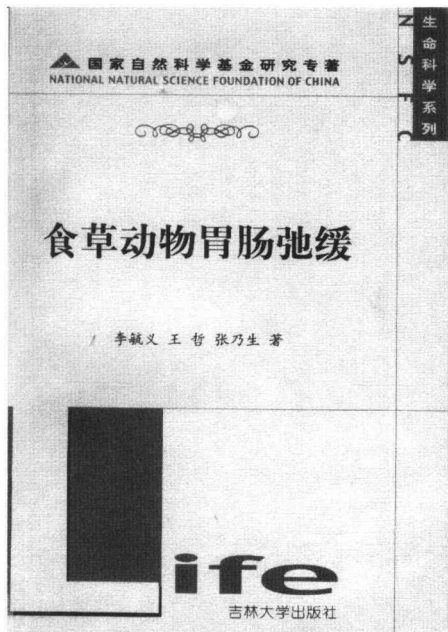 国家自然科学基金研究专著
NATIONAL NATURAL SCIENCE FOUNDATION OF CHINA
NSFC
生命科学系列
食草动物胃肠弛缓
李毓义 王哲 张乃生 著
Life
吉林大学出版社